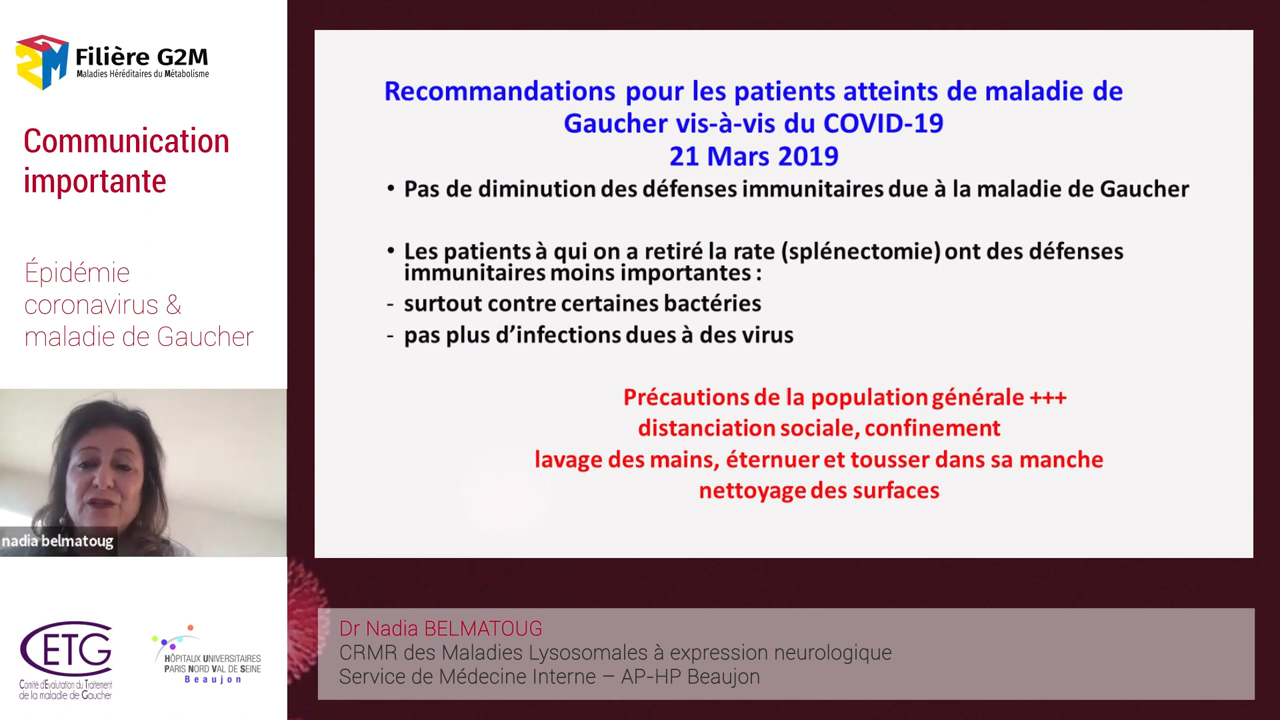 Filière G2M
Maladies Héréditaires du Métabolisme
Communication
importante
Épidémie
coronavirus &
maladie de Gaucher
nadia belmatoug
CETG
Comité d'Evaluation du Traitement
de la maladie de Gaucher
HÔPITAUX UNIVERSITAIRES
PARIS NORD VAL DE SEINE
Beaujon
Recommandations pour les patients atteints de maladie de
Gaucher vis-à-vis du COVID-19
21 Mars 2019
• Pas de diminution des défenses immunitaires due à la maladie de Gaucher
• Les patients à qui on a retiré la rate (splénectomie) ont des défenses
immunitaires moins importantes :
- surtout contre certaines bactéries
- pas plus d'infections dues à des virus
Précautions de la population générale +++
distanciation sociale, confinement
lavage des mains, éternuer et tousser dans sa manche
nettoyage des surfaces
Dr Nadia BELMATOUG
CRMR des Maladies Lysosomales à expression neurologique
Service de Médecine Interne – AP-HP Beaujon